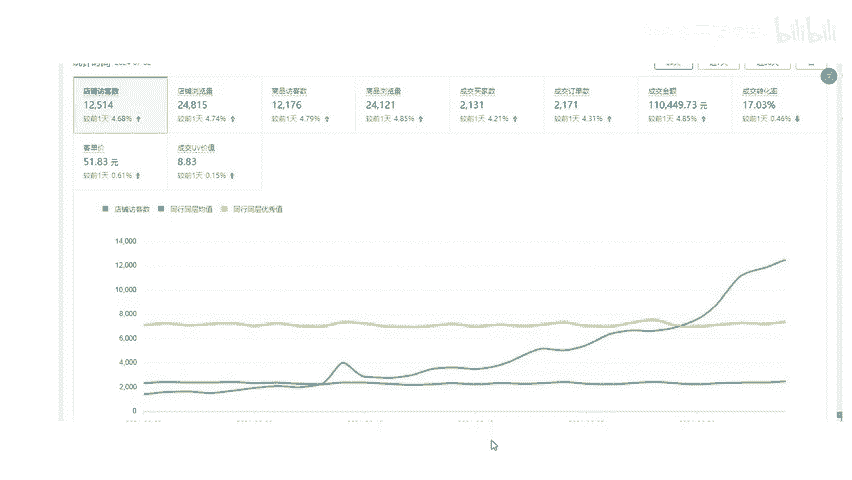 bilibili
店铺访客数 店铺浏览量 商品访客数 商品浏览量 成交买家数 成交订单数 成交金额 成交转化率
12,514 24,815 12,176 24,121 2,131 2,171 110,449.73 元 17.03%
较前1天 4.68% 较前1天 4.74% 较前1天 4.79% 较前1天 4.85% 较前1天 4.21% 较前1天 4.31% 较前1天 4.85% 较前1天 0.46%
客单价 成交UV价值
51.83 元 8.83
较前1天 0.61% 较前1天 0.15%
店铺访客数 同行同层均值 同行同层优秀值
14,000
12,000
10,000
8,000
6,000
4,000
2,000
0